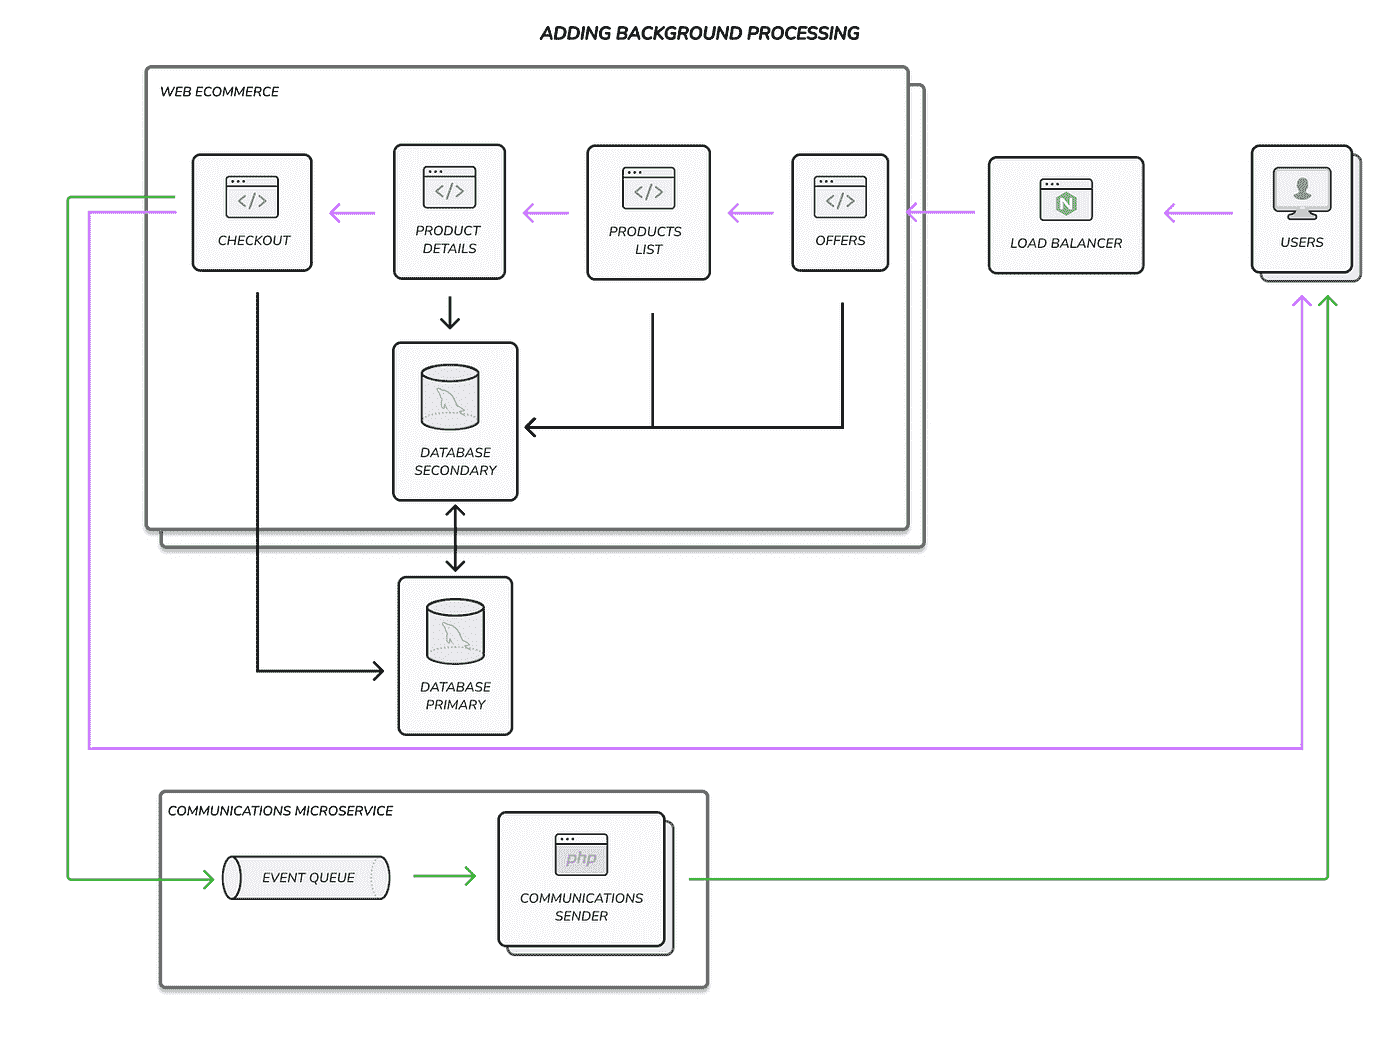 ADDING BACKGROUND PROCESSING
WEB ECOMMERCE
CHECKOUT
PRODUCT
DETAILS
PRODUCTS
LIST
OFFERS
LOAD BALANCER
USERS
DATABASE
SECONDARY
DATABASE
PRIMARY
COMMUNICATIONS MICROSERVICE
EVENT QUEUE
php
COMMUNICATIONS
SENDER